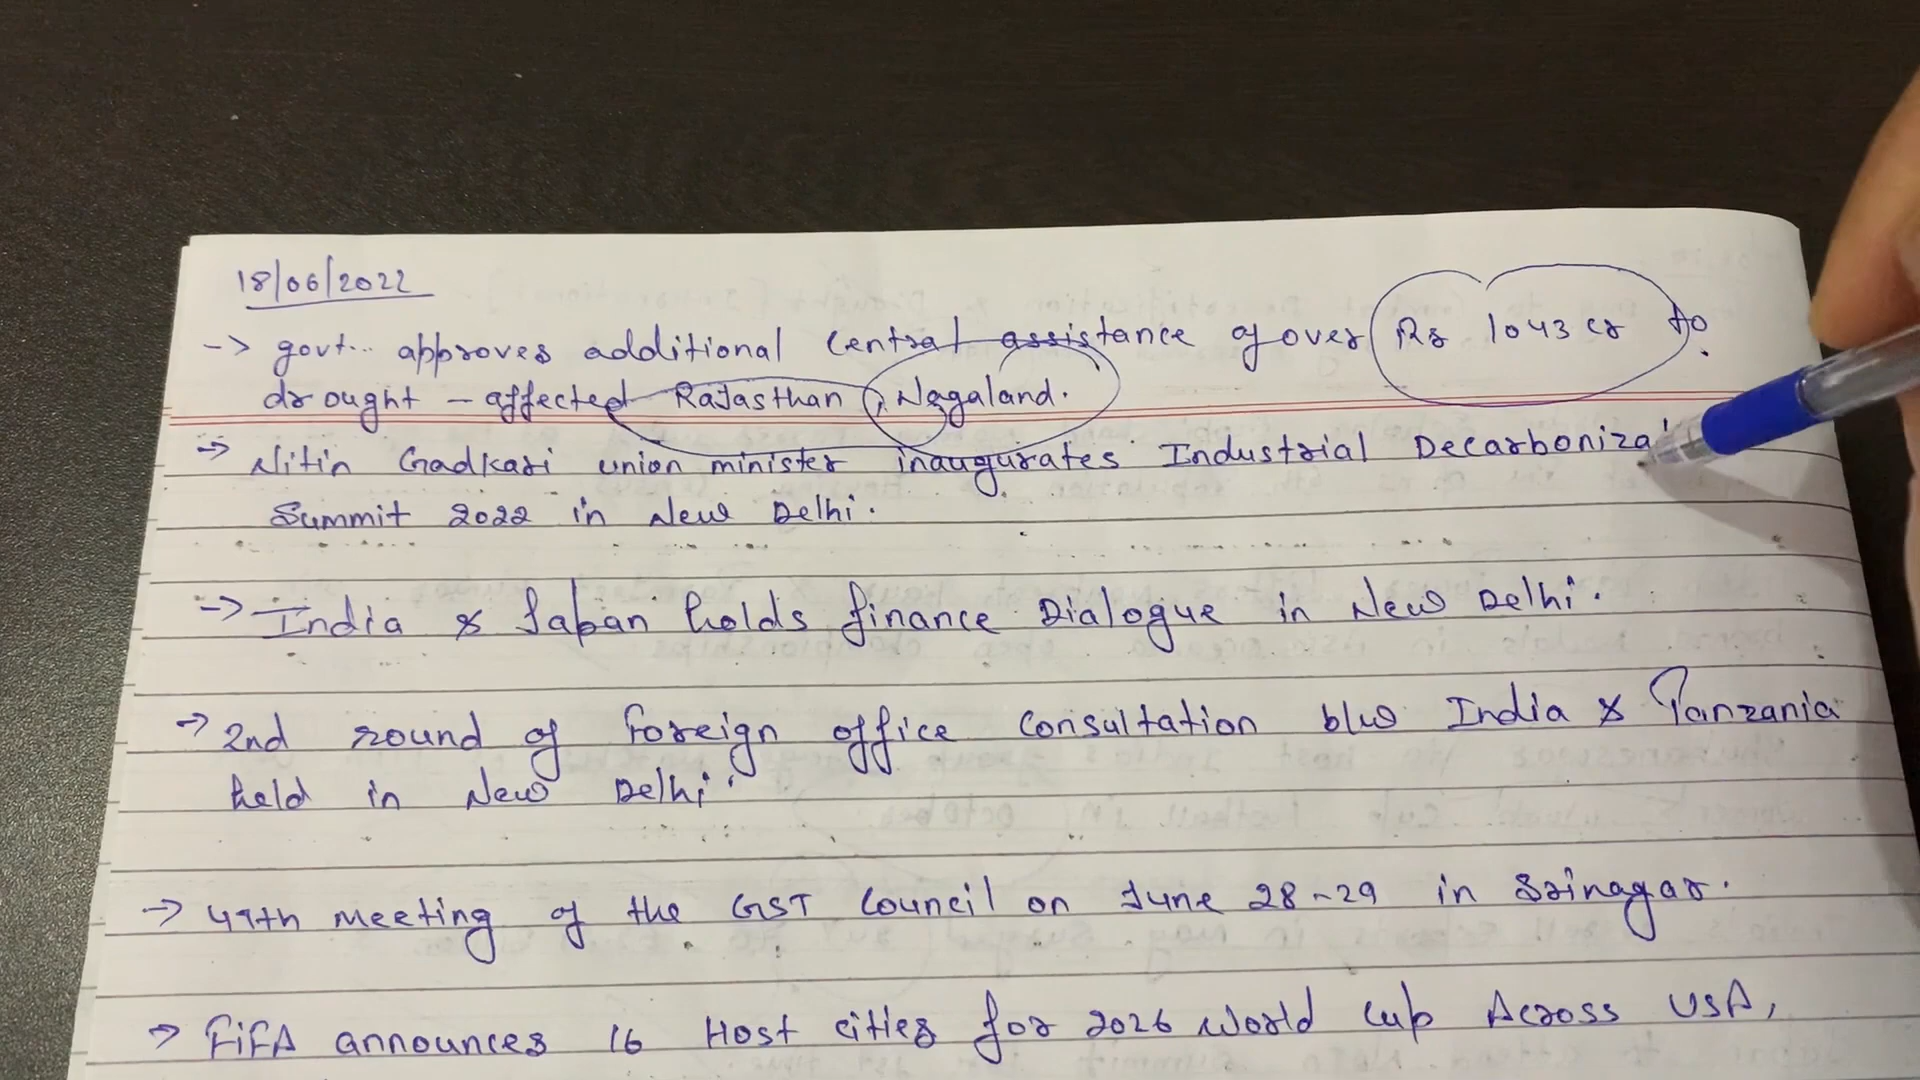 18/06/2022
-> govt... approves additional Central assistance of over Rs 1043 cr to
drought - affected Rajasthan, Nagaland.
-> Nitin Gadkari union minister inaugurates Industrial
Summit 2022 in New Delhi.
-> India & Japan holds finance Dialogue in New Delhi.
-> 2nd round of foreign office Consultation b/w India & Tanzania
held in New Delhi.
-> 47th meeting of the GST Council on June 28-29 in Srinagar.
-> FiFA announces 16 Host cities for 2026 World Cup Across USA,